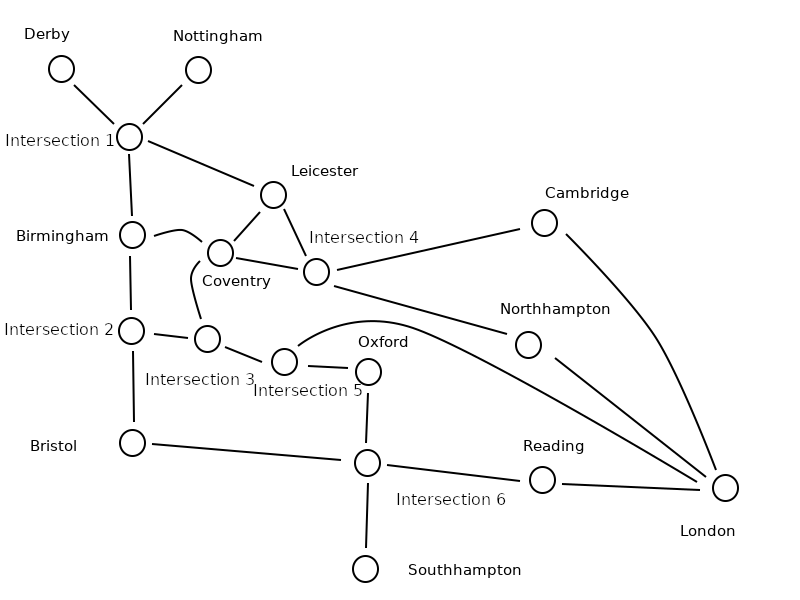 Derby
Nottingham
Intersection 1
Leicester
Cambridge
Birmingham
Intersection 4
Coventry
Northhampton
Intersection 2
Oxford
Intersection 3
Intersection 5
Bristol
Reading
Intersection 6
London
Southhampton